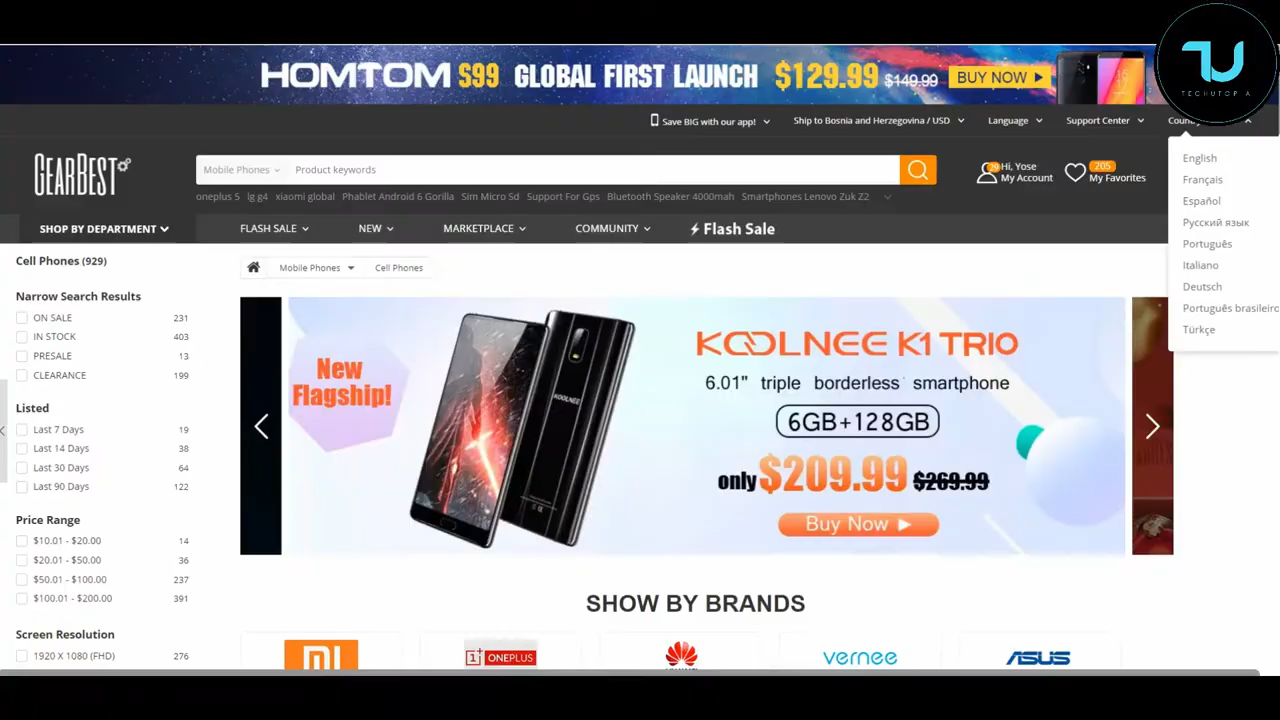 HOMTOM S99 GLOBAL FIRST LAUNCH $129.99 $149.99 BUY NOW
TECHUTOPIA
Save BIG with our app! Ship to Bosnia and Herzegovina / USD Language Support Center
GEARBEST
Mobile Phones Product keywords
Hi, Yose
My Account
205
My Favorites
oneplus 5 lg g4 xiaomi global Phablet Android 6 Gorilla Sim Micro Sd Support For Gps Bluetooth Speaker 4000mah Smartphones Lenovo Zuk Z2
English
Français
Español
Русский язык
Português
Italiano
Deutsch
Português brasileiro
Türkçe
SHOP BY DEPARTMENT FLASH SALE NEW MARKETPLACE COMMUNITY Flash Sale
Cell Phones (929)
Mobile Phones Cell Phones
Narrow Search Results
ON SALE 231
IN STOCK 403
PRESALE 13
CLEARANCE 199
Listed
Last 7 Days 19
Last 14 Days 38
Last 30 Days 64
Last 90 Days 122
Price Range
$10.01 - $20.00 14
$20.01 - $50.00 36
$50.01 - $100.00 237
$100.01 - $200.00 391
Screen Resolution
1920 X 1080 (FHD) 276
New
Flagship!
KOOLNEE
KOOLNEE K1 TRIO
6.01" triple borderless smartphone
6GB+128GB
only $209.99 $269.99
Buy Now
SHOW BY BRANDS
MI
1+ ONEPLUS
vernee
ASUS